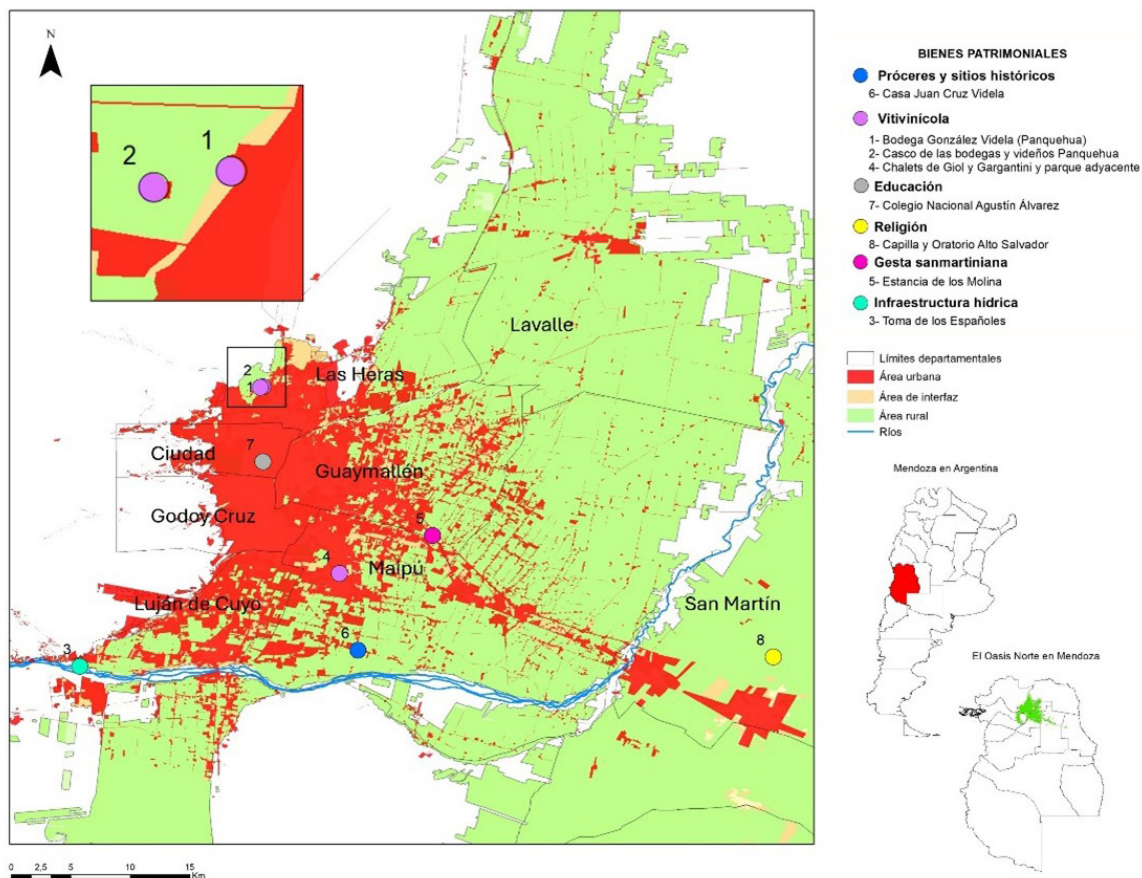 N
2
1
2
1
Lavalle
Las Heras
Ciudad
7
Guaymallén
Godoy Cruz
5
4
Maipú
Luján de Cuyo
San Martín
6
8
3
0 2,5 5 10 15
Km
BIENES PATRIMONIALES
Próceres y sitios históricos
6- Casa Juan Cruz Videla
Vitivinícola
1- Bodega González Videla (Panquehua)
2- Casco de las bodegas y videños Panquehua
4- Chalets de Giol y Gargantini y parque adyacente
Educación
7- Colegio Nacional Agustín Álvarez
Religión
8- Capilla y Oratorio Alto Salvador
Gesta sanmartiniana
5- Estancia de los Molina
Infraestructura hídrica
3- Toma de los Españoles
Límites departamentales
Área urbana
Área de interfaz
Área rural
Ríos
Mendoza en Argentina
El Oasis Norte en Mendoza